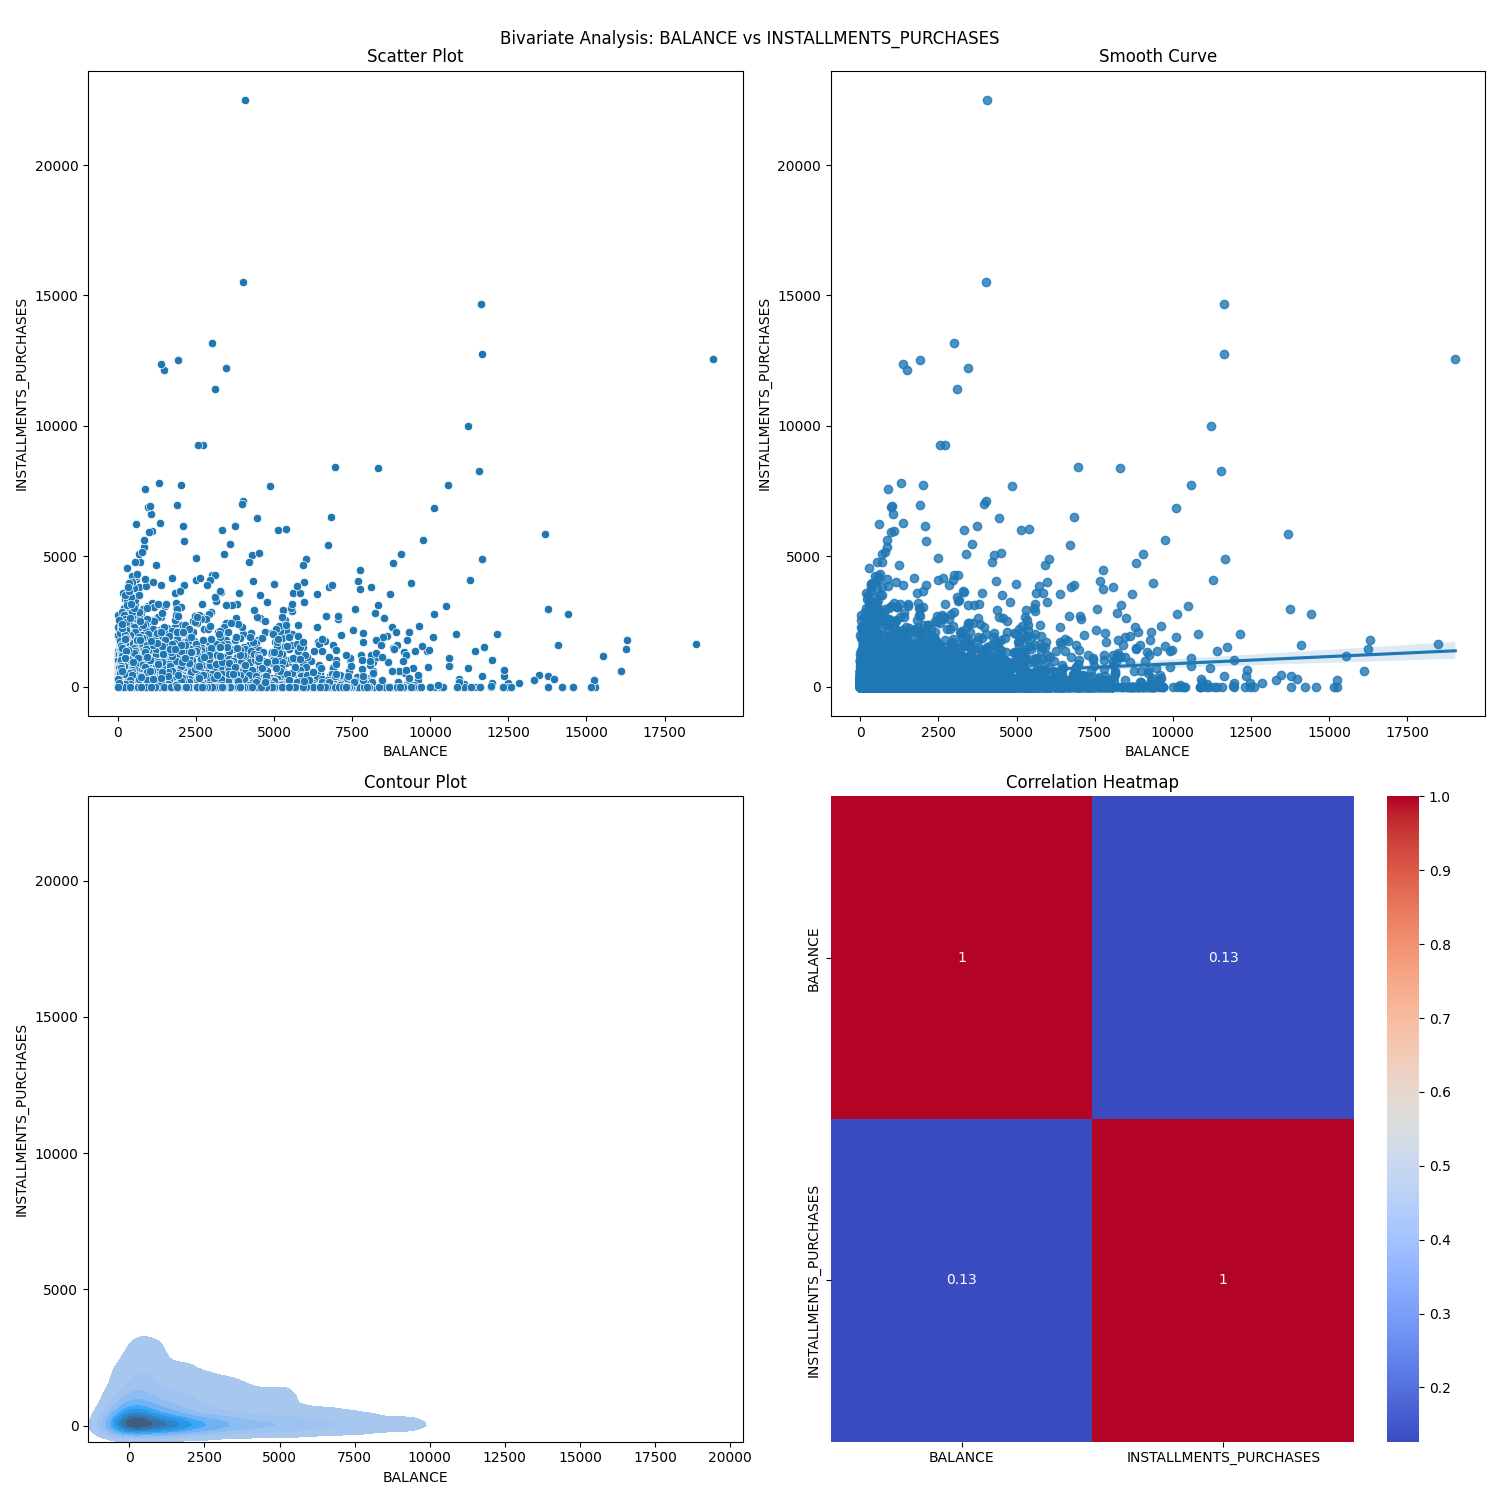 Bivariate Analysis: BALANCE vs INSTALLMENTS_PURCHASES
Scatter Plot
INSTALLMENTS_PURCHASES
20000
15000
10000
5000
0
0 2500 5000 7500 10000 12500 15000 17500
BALANCE
Smooth Curve
INSTALLMENTS_PURCHASES
20000
15000
10000
5000
0
0 2500 5000 7500 10000 12500 15000 17500
BALANCE
Contour Plot
INSTALLMENTS_PURCHASES
20000
15000
10000
5000
0
0 2500 5000 7500 10000 12500 15000 17500 20000
BALANCE
Correlation Heatmap
BALANCE
INSTALLMENTS_PURCHASES
1 0.13
0.13 1
BALANCE INSTALLMENTS_PURCHASES
1.0
0.9
0.8
0.7
0.6
0.5
0.4
0.3
0.2